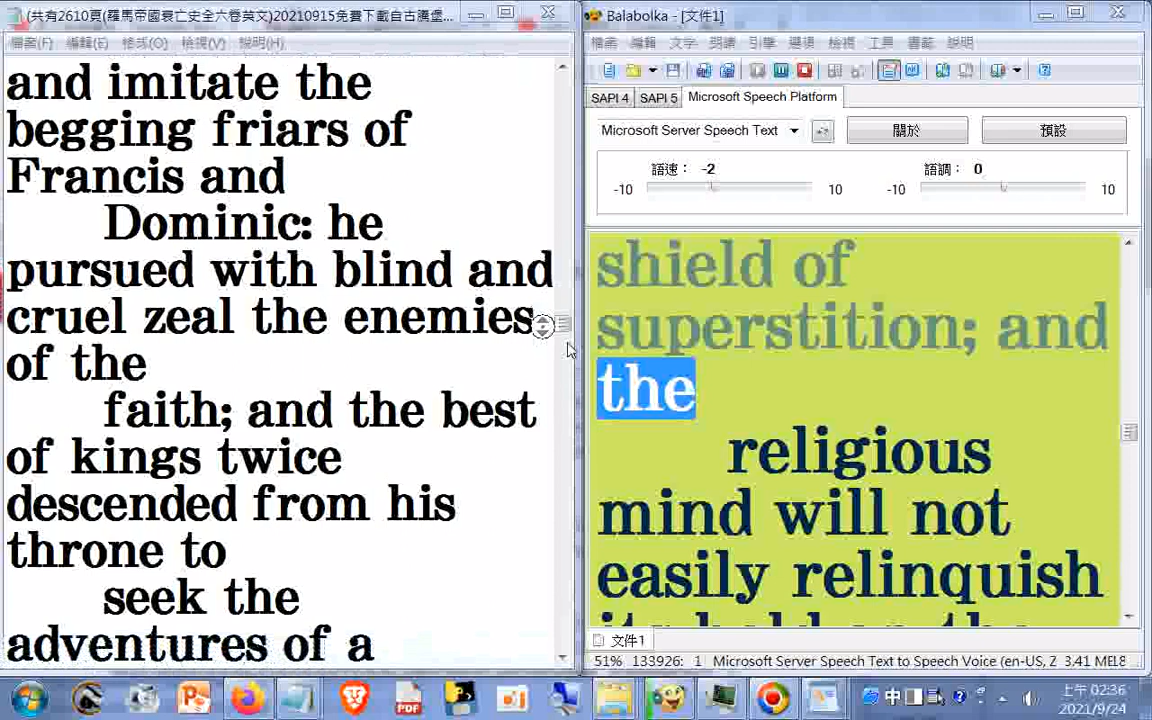 (共有2610頁(羅馬帝國衰亡史全六卷英文)20210915免費下載自古騰堡...
檔案(F) 編輯(E) 格式(O) 檢視(V) 說明(H)
and imitate the
begging friars of
Francis and
Dominic: he
pursued with blind and
cruel zeal the enemies
of the
faith; and the best
of kings twice
descended from his
throne to
seek the
adventures of a
Balabolka - [文件1]
檔案 編輯 文字 朗讀 引擎 選項 檢視 工具 書籤 說明
SAPI 4 SAPI 5 Microsoft Speech Platform
Microsoft Server Speech Text
關於
預設
語速： -2
語調： 0
-10 10 -10 10
shield of
superstition; and
the
religious
mind will not
easily relinquish
its hold on the
文件1
51% 133926: 1 Microsoft Server Speech Text to Speech Voice (en-US, Z 3.41 МБ
PDF
中
上午 02:36
2021/9/24